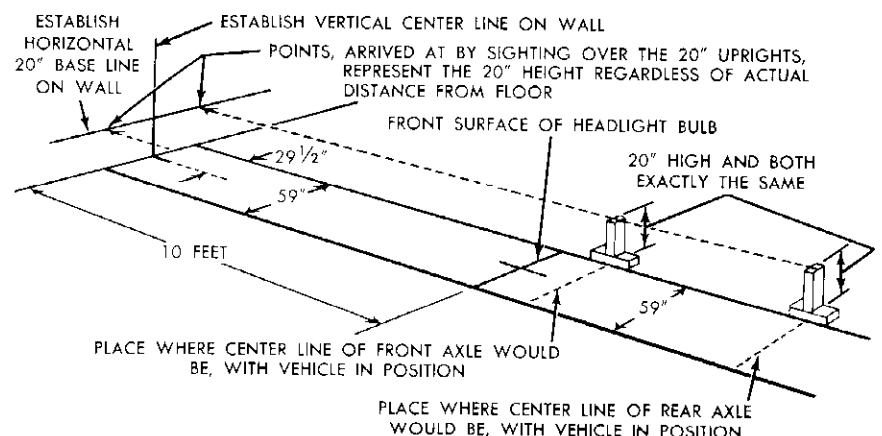 ESTABLISH
HORIZONTAL
20" BASE LINE
ON WALL
ESTABLISH VERTICAL CENTER LINE ON WALL
POINTS, ARRIVED AT BY SIGHTING OVER THE 20" UPRIGHTS,
REPRESENT THE 20" HEIGHT REGARDLESS OF ACTUAL
DISTANCE FROM FLOOR
FRONT SURFACE OF HEADLIGHT BULB
20" HIGH AND BOTH
EXACTLY THE SAME
29 1/2"
59"
10 FEET
59"
PLACE WHERE CENTER LINE OF FRONT AXLE WOULD
BE, WITH VEHICLE IN POSITION
PLACE WHERE CENTER LINE OF REAR AXLE
WOULD BE, WITH VEHICLE IN POSITION